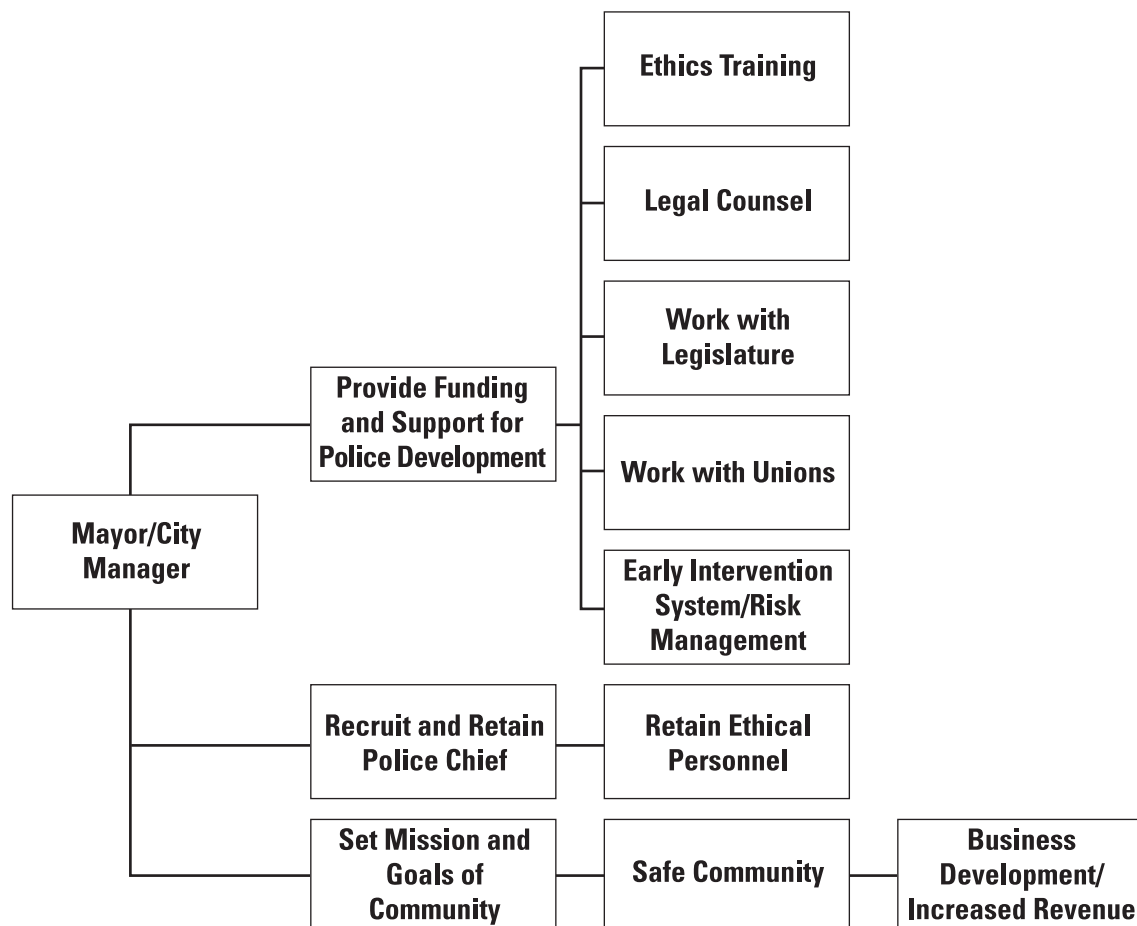 Ethics Training
Legal Counsel
Work with
Legislature
Provide Funding
and Support for
Police Development
Work with Unions
Mayor/City
Manager
Early Intervention
System/Risk
Management
Recruit and Retain
Police Chief
Retain Ethical
Personnel
Set Mission and
Goals of
Community
Safe Community
Business
Development/
Increased Revenue